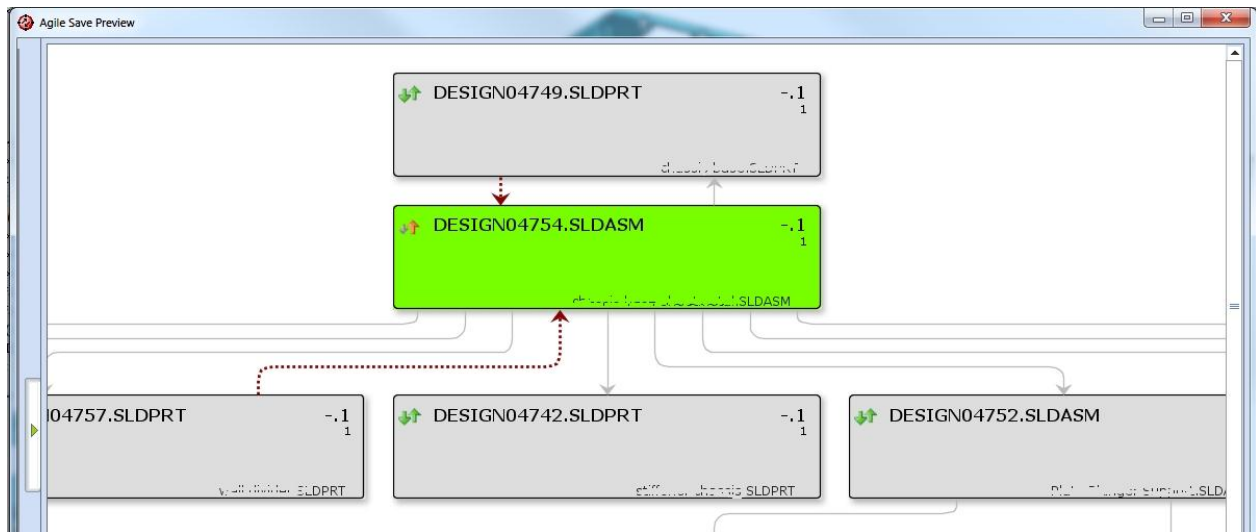 Agile Save Preview
DESIGN04749.SLDPRT -.1
1
DESIGN04754.SLDASM -.1
1
.SLDASM
04757.SLDPRT -.1
1
SLDPRT
DESIGN04742.SLDPRT -.1
1
SLDPRT
DESIGN04752.SLDASM